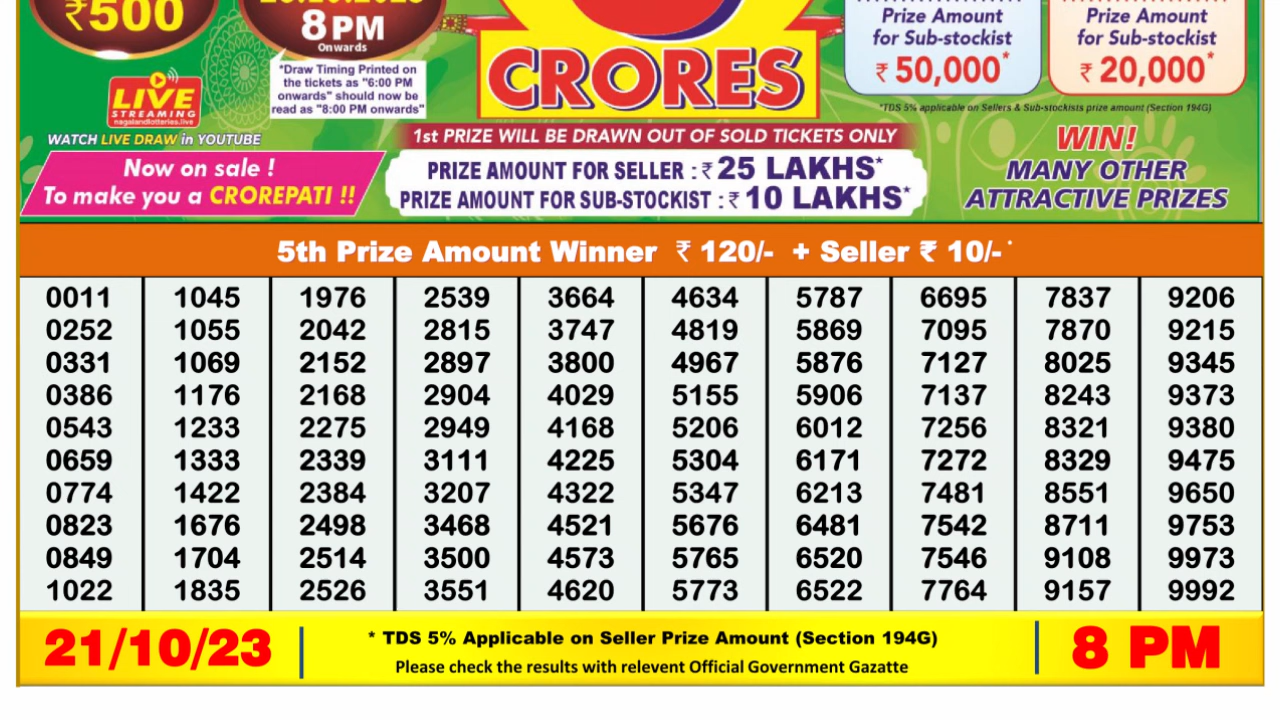 ₹500
8 PM
Onwards
*Draw Timing Printed on
the tickets as "6:00 PM
onwards" should now be
read as "8:00 PM onwards"
CRORES
Prize Amount
for Sub-stockist
₹ 50,000*
Prize Amount
for Sub-stockist
₹ 20,000*
*TDS 5% applicable on Sellers & Sub-stockists prize amount (Section 194G)
LIVE
STREAMING
nagalandlotteries.live
WATCH LIVE DRAW in YOUTUBE
1st PRIZE WILL BE DRAWN OUT OF SOLD TICKETS ONLY
Now on sale !
To make you a CROREPATI !!
PRIZE AMOUNT FOR SELLER : ₹ 25 LAKHS*
PRIZE AMOUNT FOR SUB-STOCKIST : ₹ 10 LAKHS*
WIN!
MANY OTHER
ATTRACTIVE PRIZES
5th Prize Amount Winner ₹ 120/- + Seller ₹ 10/- *
0011 1045 1976 2539 3664 4634 5787 6695 7837 9206
0252 1055 2042 2815 3747 4819 5869 7095 7870 9215
0331 1069 2152 2897 3800 4967 5876 7127 8025 9345
0386 1176 2168 2904 4029 5155 5906 7137 8243 9373
0543 1233 2275 2949 4168 5206 6012 7256 8321 9380
0659 1333 2339 3111 4225 5304 6171 7272 8329 9475
0774 1422 2384 3207 4322 5347 6213 7481 8551 9650
0823 1676 2498 3468 4521 5676 6481 7542 8711 9753
0849 1704 2514 3500 4573 5765 6520 7546 9108 9973
1022 1835 2526 3551 4620 5773 6522 7764 9157 9992
21/10/23
* TDS 5% Applicable on Seller Prize Amount (Section 194G)
Please check the results with relevent Official Government Gazatte
8 PM